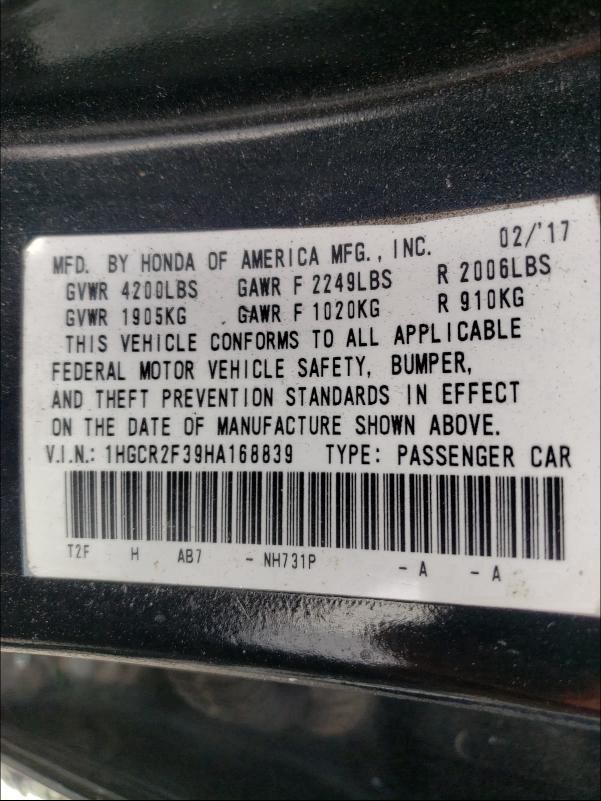 MFD. BY HONDA OF AMERICA MFG., INC. 02/'17
GVWR 4200LBS GAWR F 2249LBS R 2006LBS
GVWR 1905KG GAWR F 1020KG R 910KG
THIS VEHICLE CONFORMS TO ALL APPLICABLE
FEDERAL MOTOR VEHICLE SAFETY, BUMPER,
AND THEFT PREVENTION STANDARDS IN EFFECT
ON THE DATE OF MANUFACTURE SHOWN ABOVE.
V.I.N.: 1HGCR2F39HA168839 TYPE: PASSENGER CAR
T2F H AB7 - NH731P - A - A